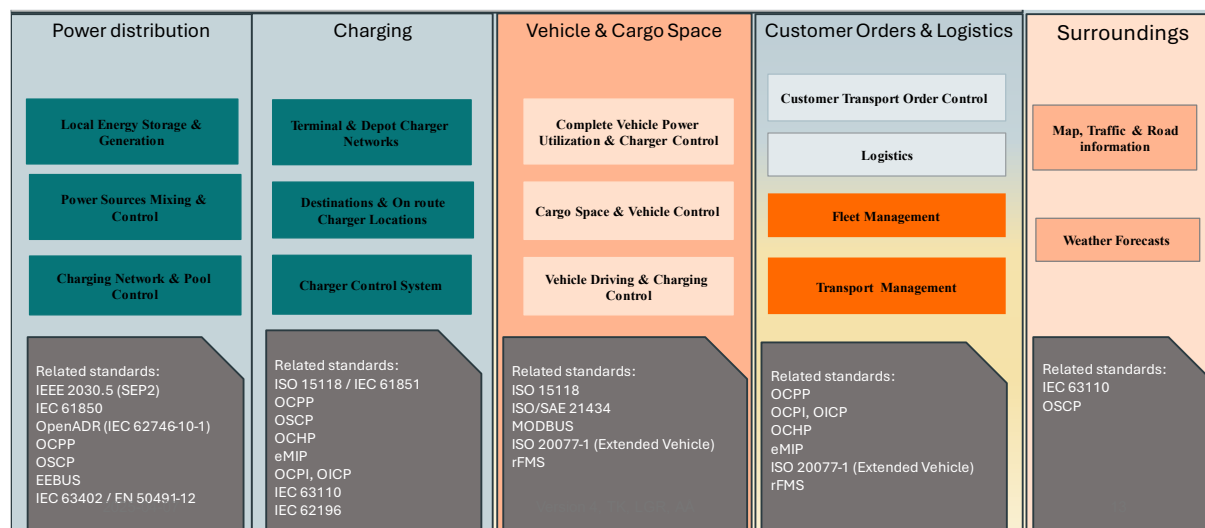 Power distribution
Local Energy Storage &
Generation
Power Sources Mixing &
Control
Charging Network & Pool
Control
Related standards:
IEEE 2030.5 (SEP2)
IEC 61850
OpenADR (IEC 62746-10-1)
OCPP
OSCP
EEBUS
IEC 63402 / EN 50491-12
Charging
Terminal & Depot Charger
Networks
Destinations & On route
Charger Locations
Charger Control System
Related standards:
ISO 15118 / IEC 61851
OCPP
OSCP
OCHP
eMIP
OCPI, OICP
IEC 63110
IEC 62196
Vehicle & Cargo Space
Complete Vehicle Power
Utilization & Charger Control
Cargo Space & Vehicle Control
Vehicle Driving & Charging
Control
Related standards:
ISO 15118
ISO/SAE 21434
MODBUS
ISO 20077-1 (Extended Vehicle)
rFMS
Customer Orders & Logistics
Customer Transport Order Control
Logistics
Fleet Management
Transport Management
Related standards:
OCPP
OCPI, OICP
OCHP
eMIP
ISO 20077-1 (Extended Vehicle)
rFMS
Surroundings
Map, Traffic & Road
information
Weather Forecasts
Related standards:
IEC 63110
OSCP